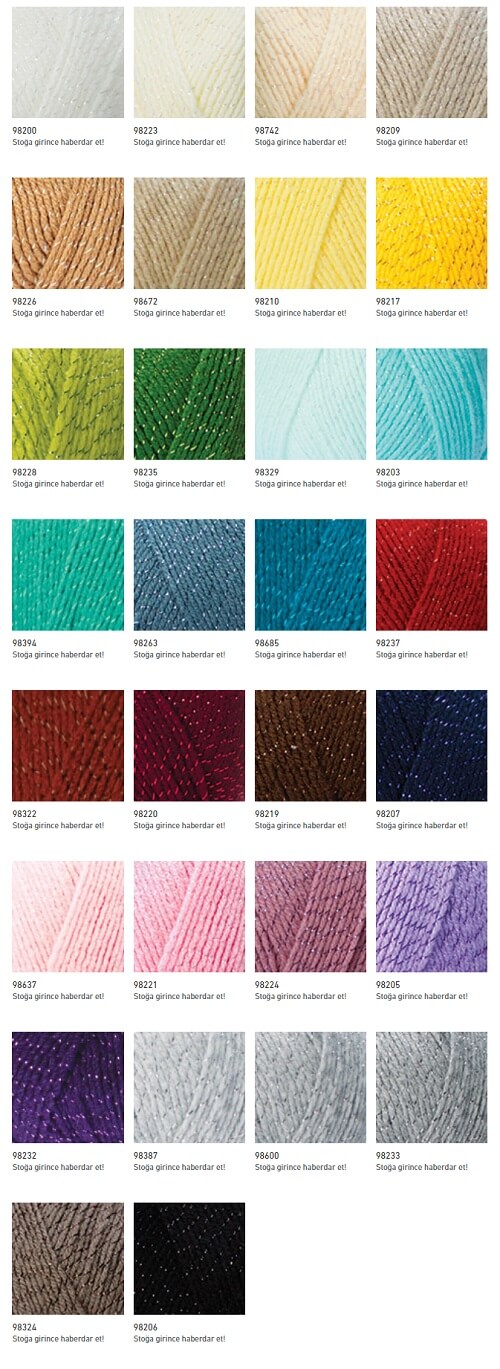 98200
Stoğa girince haberdar et!
98223
Stoğa girince haberdar et!
98742
Stoğa girince haberdar et!
98209
Stoğa girince haberdar et!
98226
Stoğa girince haberdar et!
98672
Stoğa girince haberdar et!
98210
Stoğa girince haberdar et!
98217
Stoğa girince haberdar et!
98228
Stoğa girince haberdar et!
98235
Stoğa girince haberdar et!
98329
Stoğa girince haberdar et!
98203
Stoğa girince haberdar et!
98394
Stoğa girince haberdar et!
98263
Stoğa girince haberdar et!
98685
Stoğa girince haberdar et!
98237
Stoğa girince haberdar et!
98322
Stoğa girince haberdar et!
98220
Stoğa girince haberdar et!
98219
Stoğa girince haberdar et!
98207
Stoğa girince haberdar et!
98637
Stoğa girince haberdar et!
98221
Stoğa girince haberdar et!
98224
Stoğa girince haberdar et!
98205
Stoğa girince haberdar et!
98232
Stoğa girince haberdar et!
98387
Stoğa girince haberdar et!
98600
Stoğa girince haberdar et!
98233
Stoğa girince haberdar et!
98324
Stoğa girince haberdar et!
98206
Stoğa girince haberdar et!